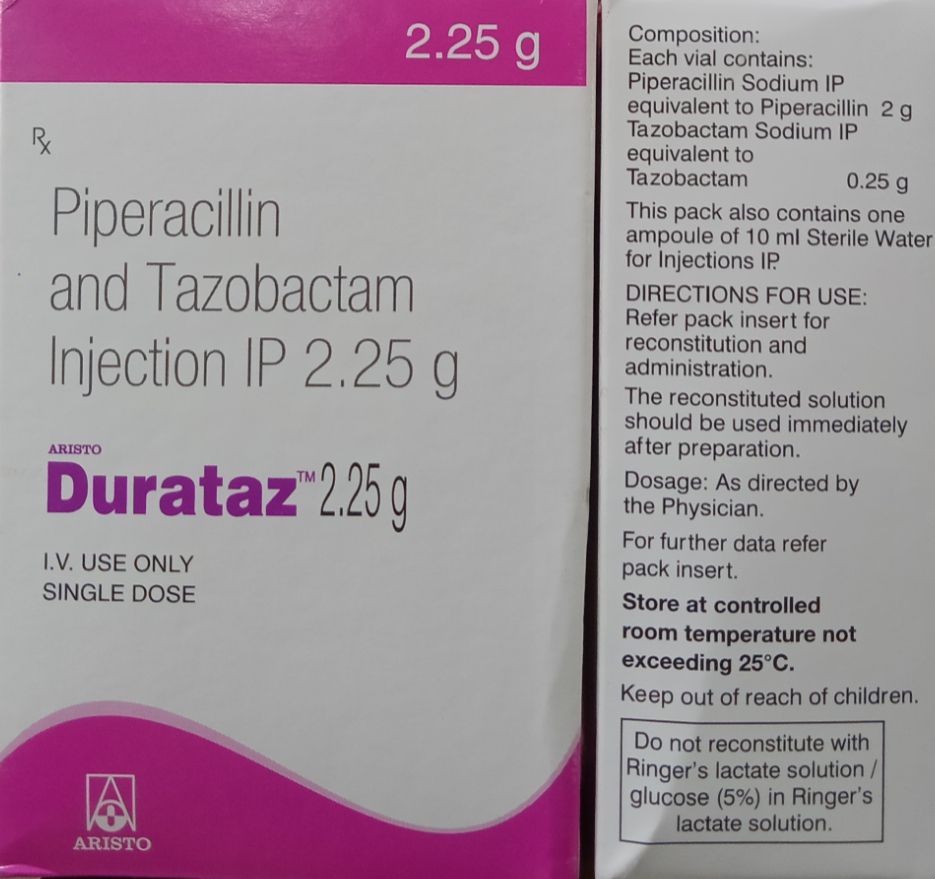 2.25 g
Rx
Piperacillin
and Tazobactam
Injection IP 2.25 g
ARISTO
Durataz™ 2.25 g
I.V. USE ONLY
SINGLE DOSE
ARISTO
Composition:
Each vial contains:
Piperacillin Sodium IP
equivalent to Piperacillin 2 g
Tazobactam Sodium IP
equivalent to
Tazobactam 0.25 g
This pack also contains one
ampoule of 10 ml Sterile Water
for Injections IP.
DIRECTIONS FOR USE:
Refer pack insert for
reconstitution and
administration.
The reconstituted solution
should be used immediately
after preparation.
Dosage: As directed by
the Physician.
For further data refer
pack insert.
Store at controlled
room temperature not
exceeding 25°C.
Keep out of reach of children.
Do not reconstitute with
Ringer's lactate solution /
glucose (5%) in Ringer's
lactate solution.